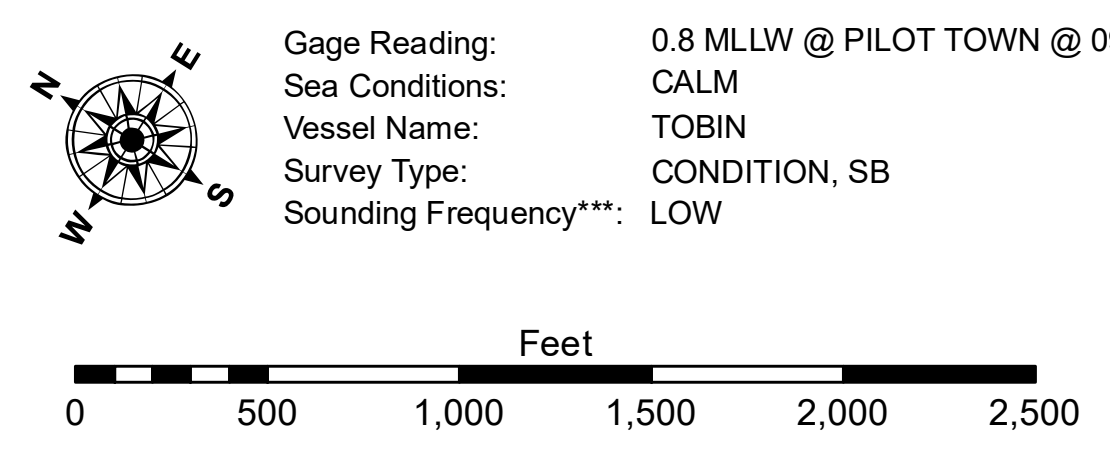 N E S W
Gage Reading: 0.8 MLLW @ PILOT TOWN @ 09
Sea Conditions: CALM
Vessel Name: TOBIN
Survey Type: CONDITION, SB
Sounding Frequency***: LOW
Feet
0 500 1,000 1,500 2,000 2,500